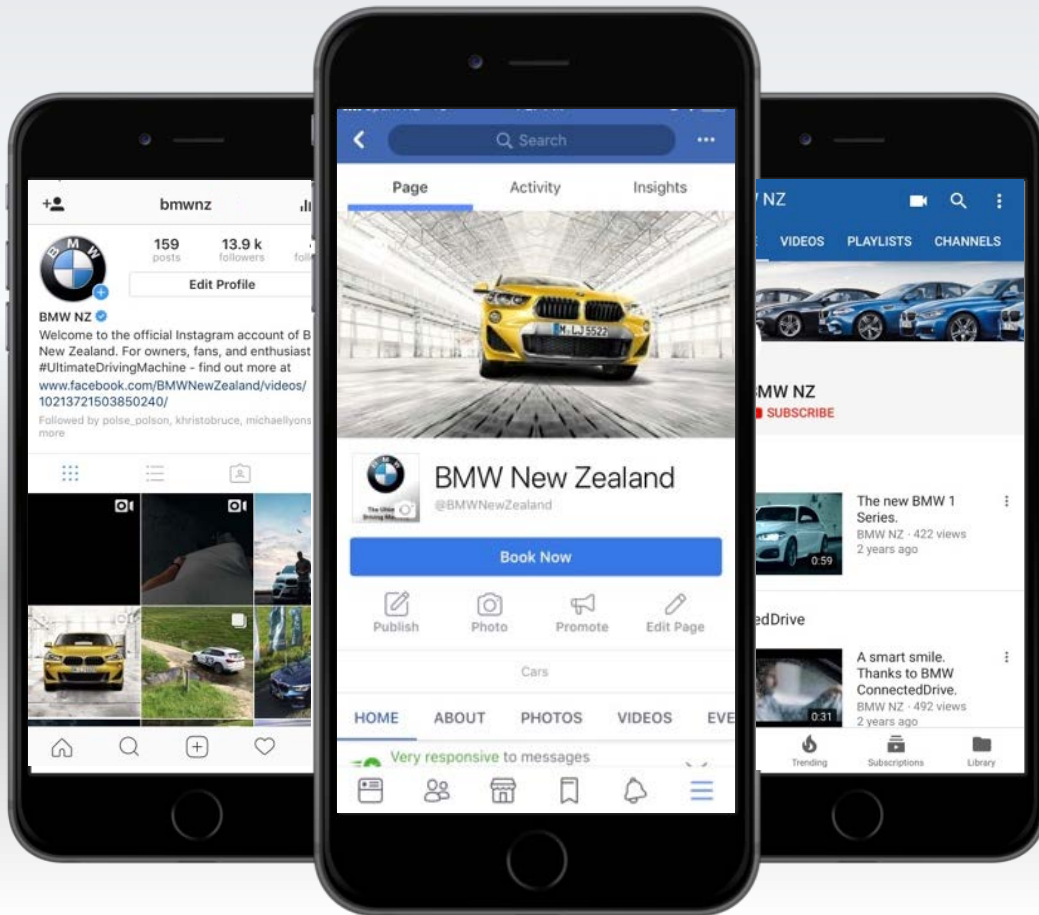 bmwnz
159
13.9 k
posts
followers
Edit Profile
BMW NZ
Welcome to the official Instagram account of B
New Zealand. For owners, fans, and enthusiast
#UltimateDrivingMachine - find out more at
www.facebook.com/BMWNewZealand/videos/
10213721503850240/
Followed by polse_polson, khristobruce, michaellyons
more
Search
Page
Activity
Insights
M·LJ5522
BMW New Zealand
@BMWNewZealand
Book Now
Publish
Photo
Promote
Edit Page
Cars
HOME
ABOUT
PHOTOS
VIDEOS
EVE
Very responsive to messages
NZ
VIDEOS
PLAYLISTS
CHANNELS
BMW NZ
SUBSCRIBE
The new BMW 1
Series.
BMW NZ · 422 views
2 years ago
0:59
edDrive
A smart smile.
Thanks to BMW
ConnectedDrive.
BMW NZ · 492 views
2 years ago
0:31
Trending
Subscriptions
Library